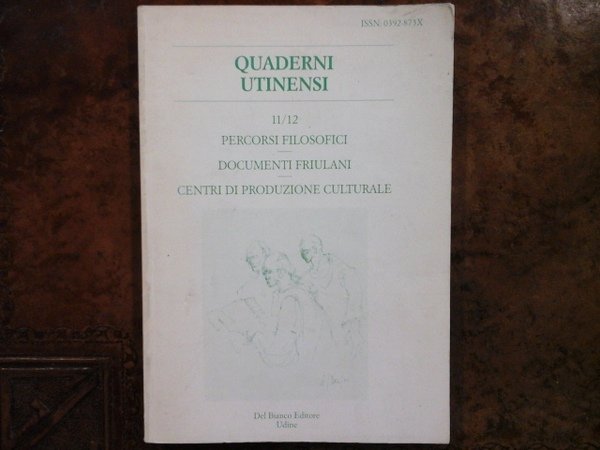 ISSN: 0392-873X
QUADERNI
UTINENSI
11/12
PERCORSI FILOSOFICI
DOCUMENTI FRIULANI
CENTRI DI PRODUZIONE CULTURALE
Del Bianco Editore
Udine